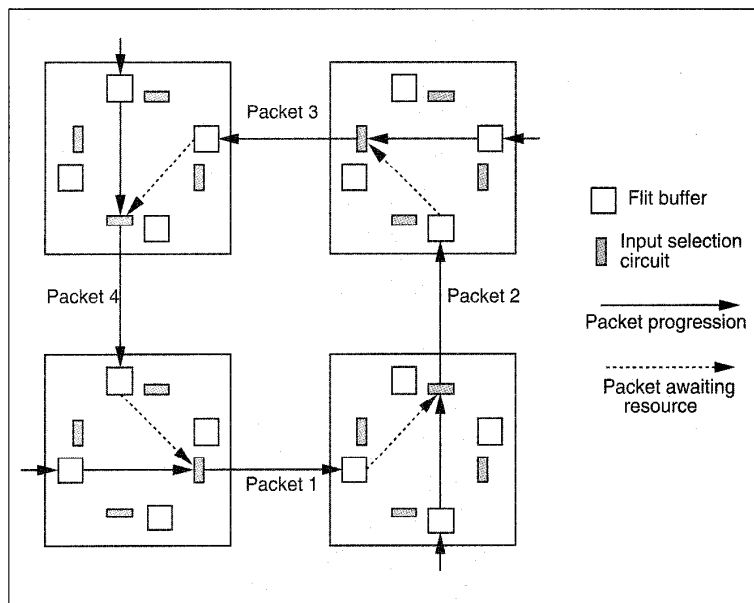 Packet 3
Packet 4
Packet 2
Packet 1
Flit buffer
Input selection
circuit
Packet progression
Packet awaiting
resource